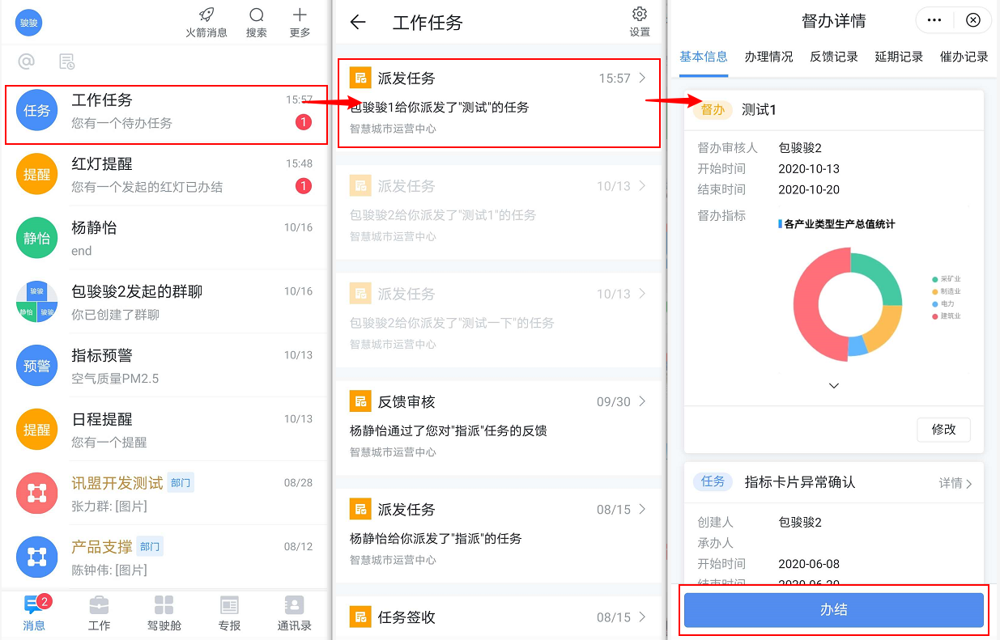 骏骏
火箭消息
搜索
更多
任务
工作任务
15:57
您有一个待办任务
1
提醒
红灯提醒
15:48
您有一个发起的红灯已办结
1
静怡
杨静怡
10/16
end
骏骏
静怡
骏骏
包骏骏2发起的群聊
10/16
你已创建了群聊
预警
指标预警
10/13
空气质量PM2.5
提醒
日程提醒
10/13
您有一个提醒
讯盟开发测试 部门
08/28
张力群: [图片]
产品支撑 部门
08/12
陈钟伟: [图片]
2
消息
工作
驾驶舱
专报
通讯录
工作任务
设置
派发任务
15:57
包骏骏1给你派发了"测试"的任务
智慧城市运营中心
派发任务
10/13
包骏骏2给你派发了"测试1"的任务
智慧城市运营中心
派发任务
10/13
包骏骏2给你派发了"测试一下"的任务
智慧城市运营中心
反馈审核
09/30
杨静怡通过了您对"指派"任务的反馈
智慧城市运营中心
派发任务
08/15
杨静怡给你派发了"指派"的任务
智慧城市运营中心
任务签收
08/15
督办详情
基本信息
办理情况
反馈记录
延期记录
催办记录
督办 测试1
督办审核人 包骏骏2
开始时间 2020-10-13
结束时间 2020-10-20
督办指标
各产业类型生产总值统计
采矿业
制造业
电力
建筑业
修改
任务 指标卡片异常确认
详情
创建人 包骏骏2
承办人
开始时间 2020-06-08
结束时间 2020-06-20
办结